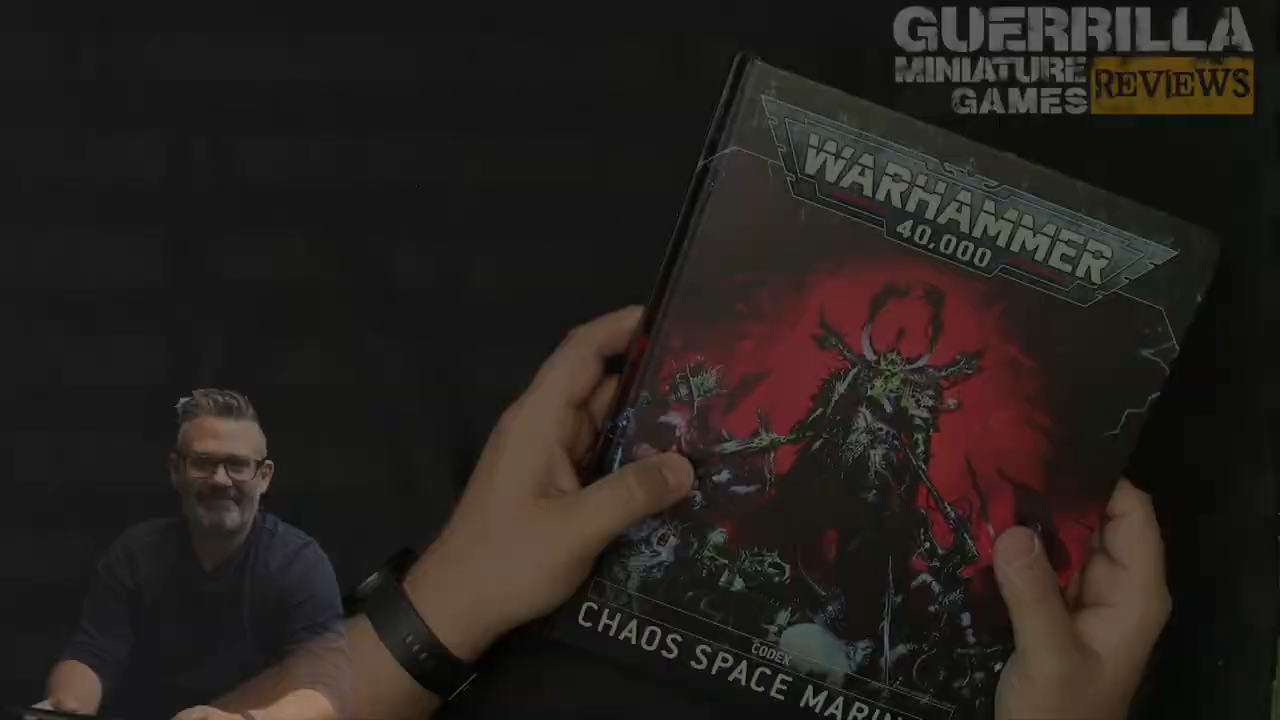 GUERRILLA
MINIATURE
GAMES
REVIEWS
WARHAMMER
40,000
CODEX
CHAOS SPACE MARIN